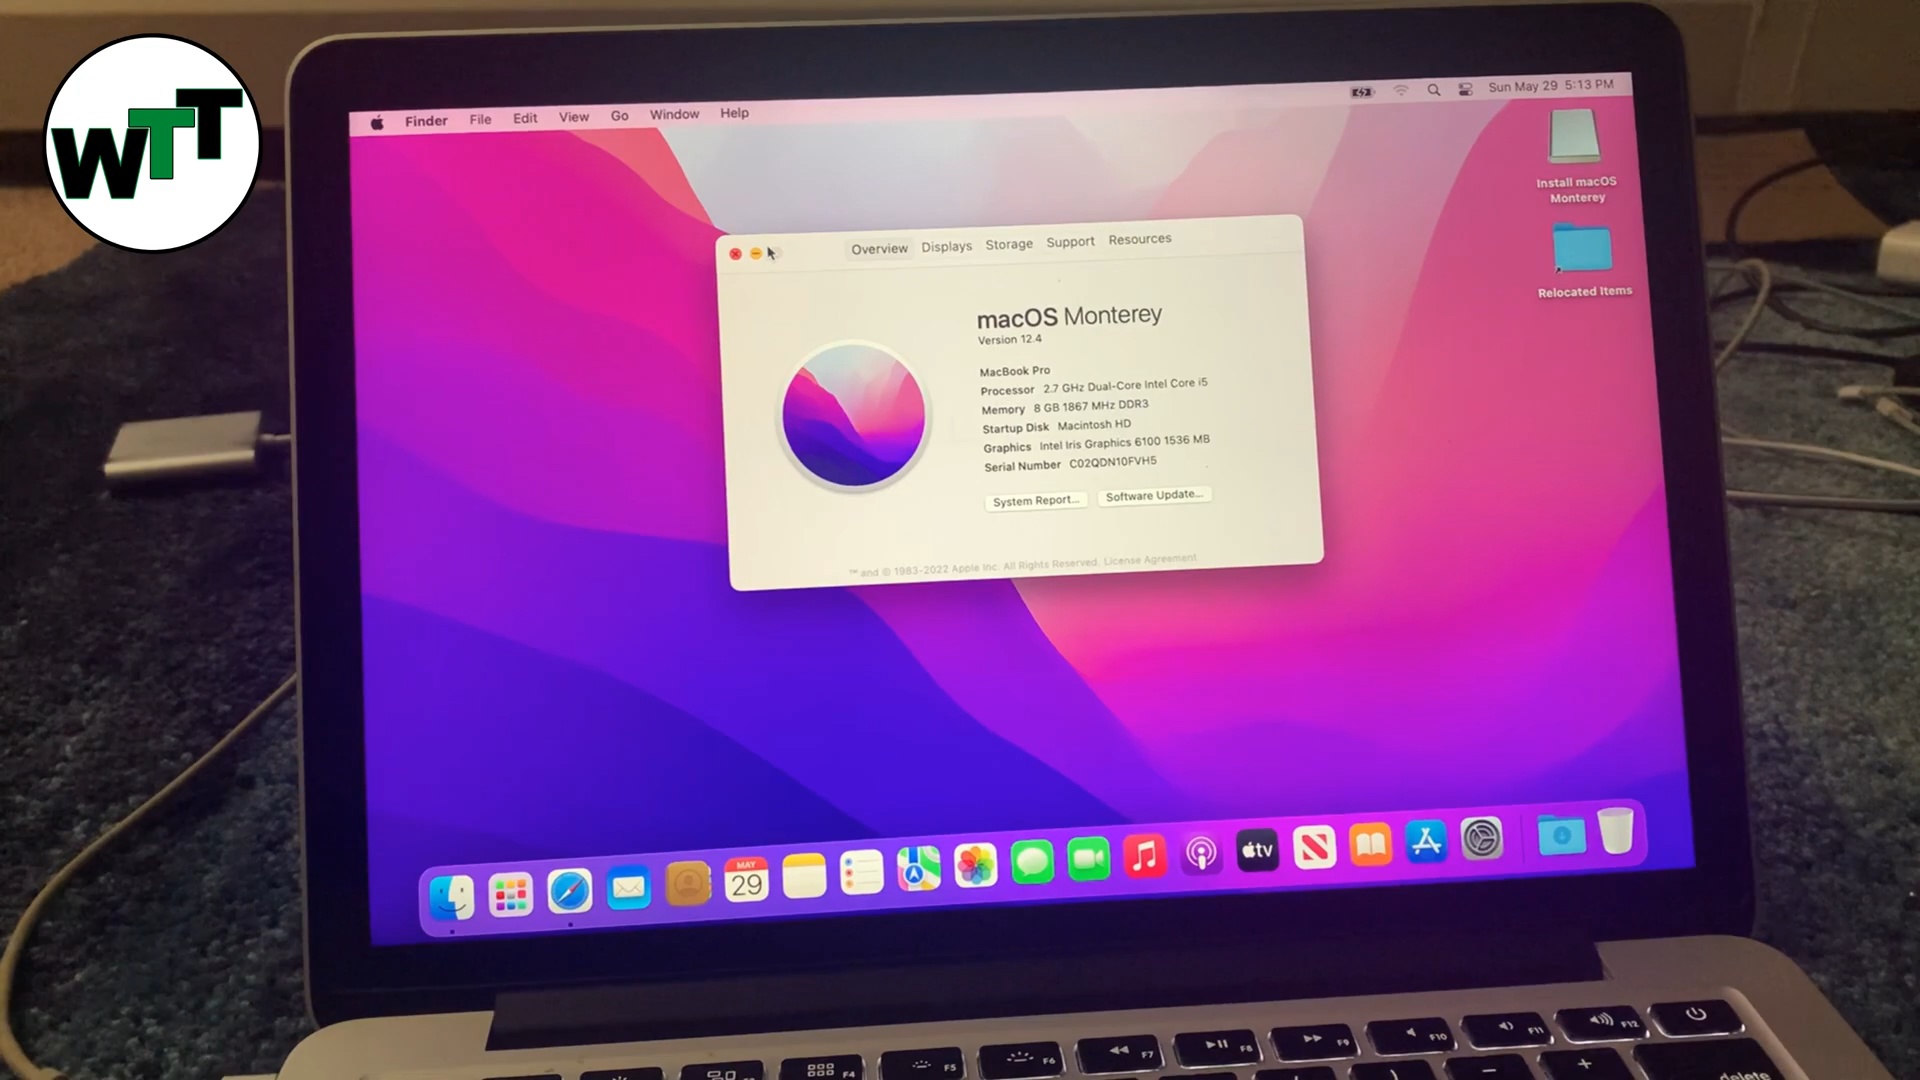 WTT
Finder File Edit View Go Window Help
Sun May 29 5:13 PM
Install macOS
Monterey
Relocated Items
Overview Displays Storage Support Resources
macOS Monterey
Version 12.4
MacBook Pro
Processor 2.7 GHz Dual-Core Intel Core i5
Memory 8 GB 1867 MHz DDR3
Startup Disk Macintosh HD
Graphics Intel Iris Graphics 6100 1536 MB
Serial Number C02QDN10FVH5
System Report... Software Update...
™ and © 1983-2022 Apple Inc. All Rights Reserved. License Agreement
MAY
29
tv
F4 F5 F6 F7 F8 F9 F10 F11 F12
delete